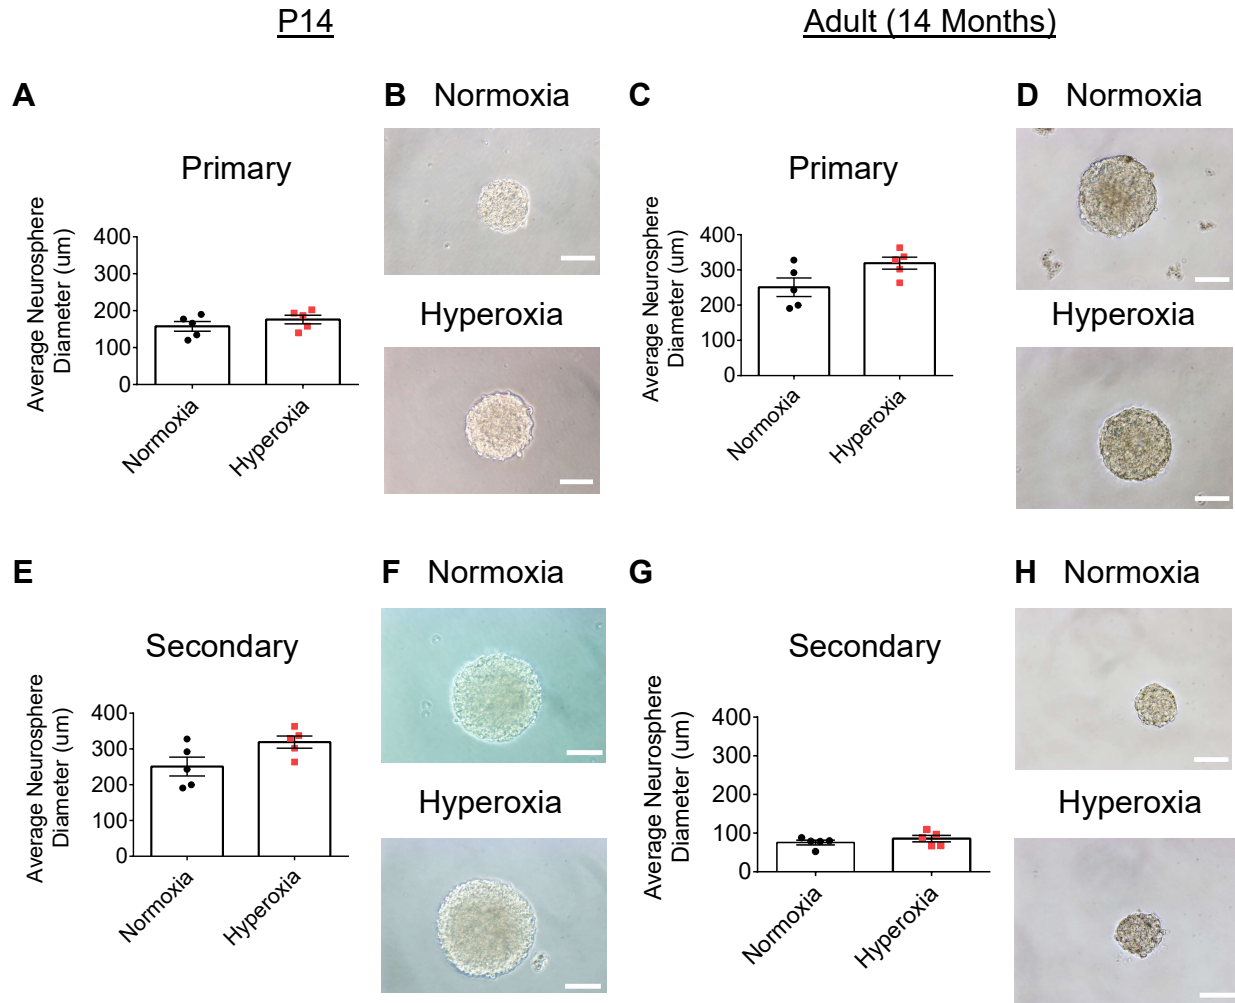 P14
Adult (14 Months)
A
B Normoxia
C
D Normoxia
Primary
Average Neurosphere
Diameter (um)
400
300
200
100
0
Normoxia
Hyperoxia
Hyperoxia
Primary
Average Neurosphere
Diameter (um)
400
300
200
100
0
Normoxia
Hyperoxia
Hyperoxia
E
F Normoxia
G
H Normoxia
Secondary
Average Neurosphere
Diameter (um)
400
300
200
100
0
Normoxia
Hyperoxia
Hyperoxia
Secondary
Average Neurosphere
Diameter (um)
400
300
200
100
0
Normoxia
Hyperoxia
Hyperoxia